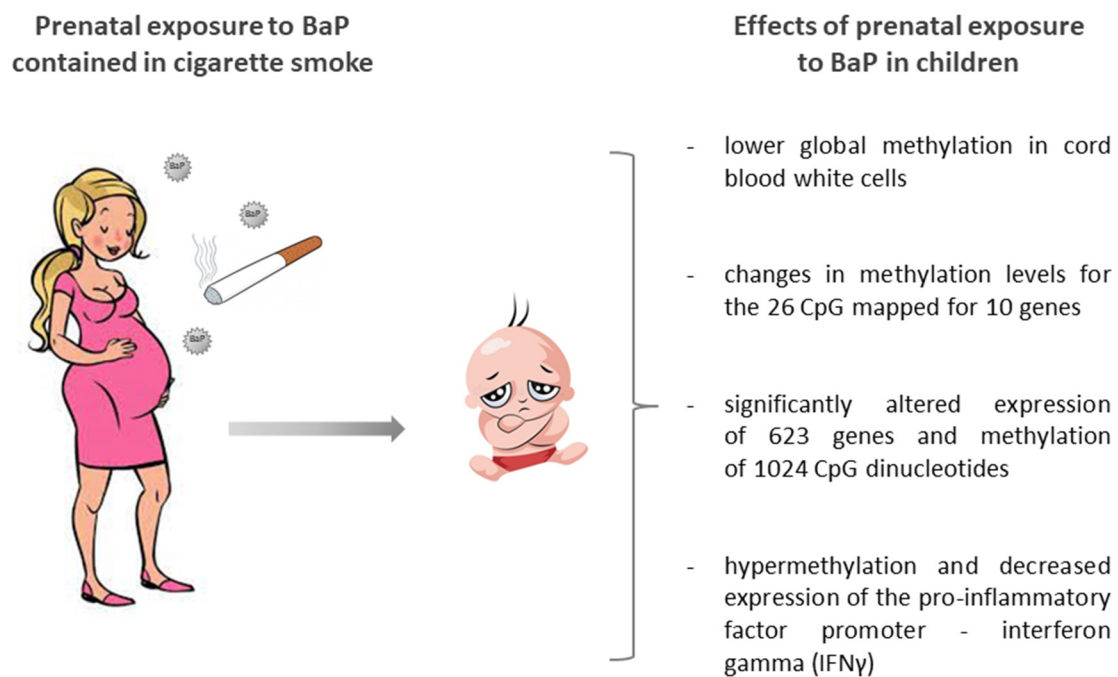 Prenatal exposure to BaP
contained in cigarette smoke
BaP
BaP
BaP
Effects of prenatal exposure
to BaP in children
- lower global methylation in cord
blood white cells
- changes in methylation levels for
the 26 CpG mapped for 10 genes
- significantly altered expression
of 623 genes and methylation
of 1024 CpG dinucleotides
- hypermethylation and decreased
expression of the pro-inflammatory
factor promoter - interferon
gamma (IFNγ)